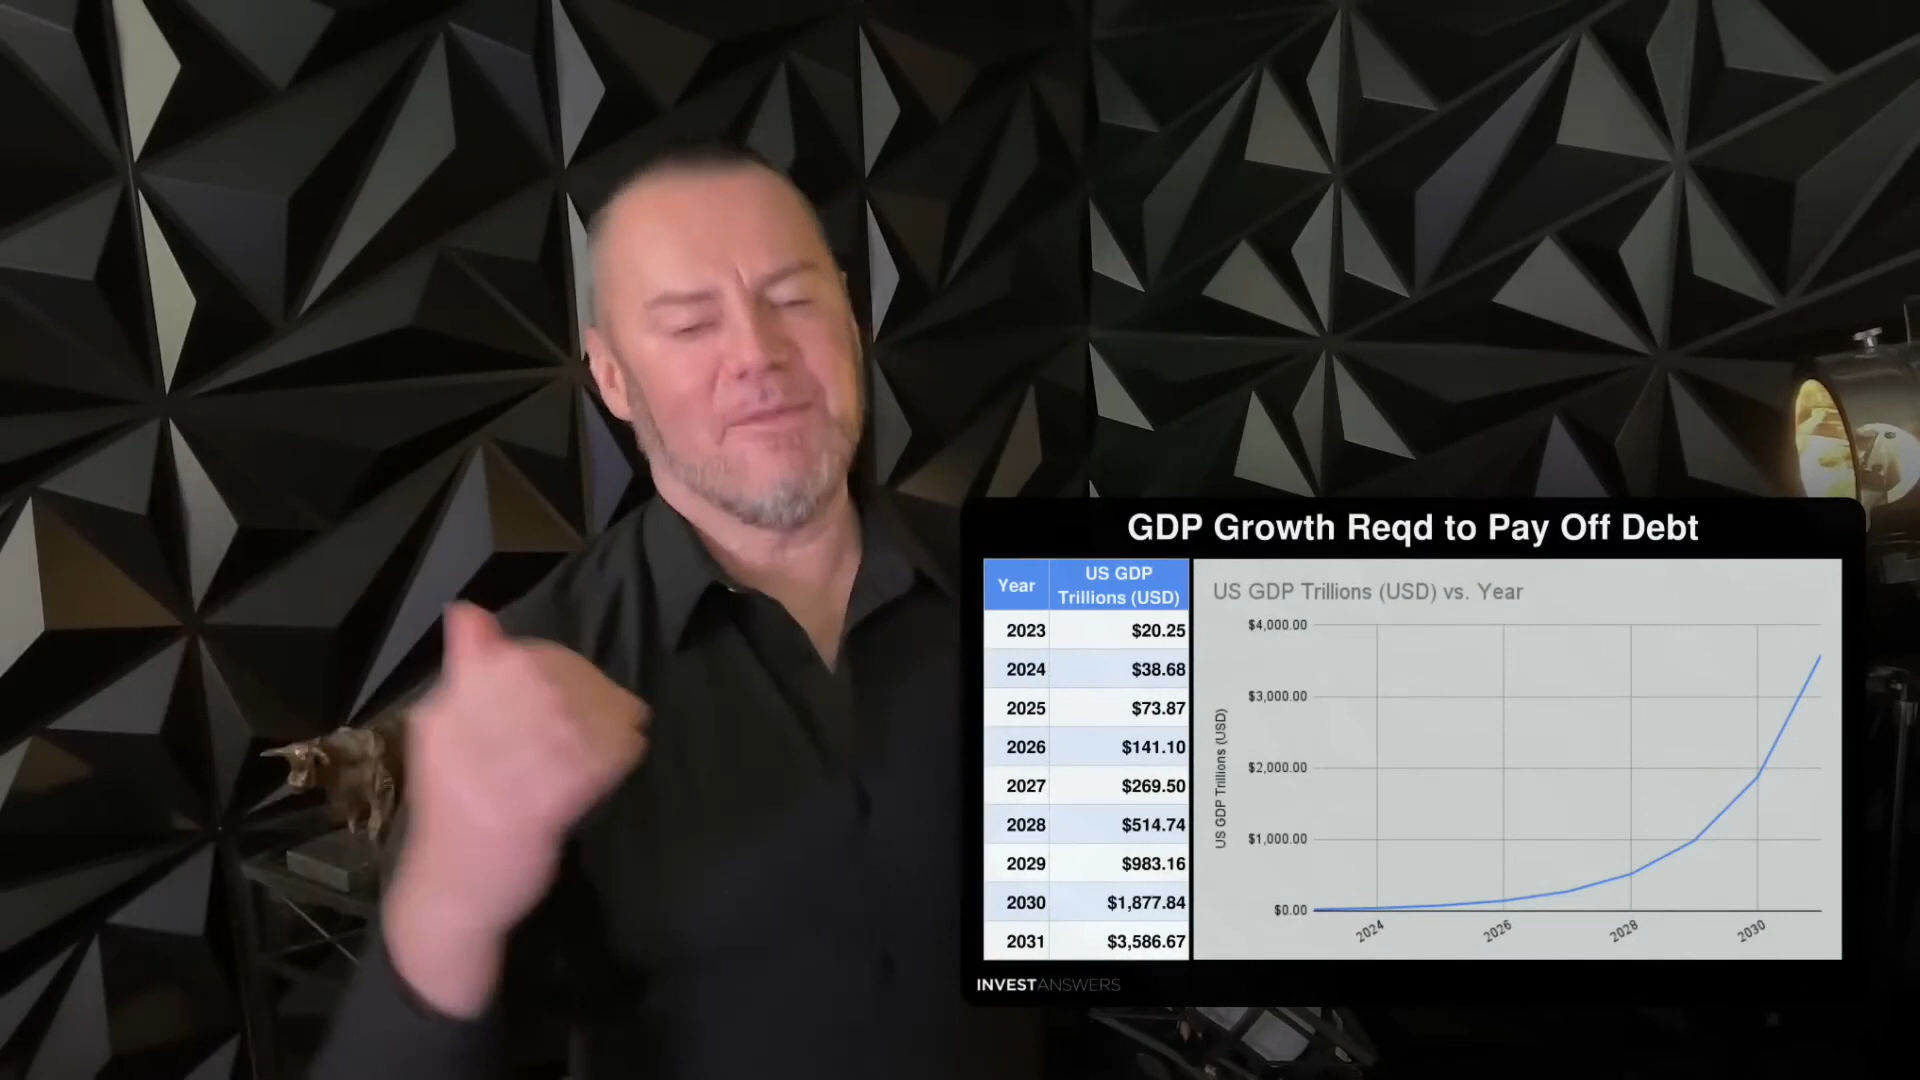 GDP Growth Reqd to Pay Off Debt
Year US GDP Trillions (USD)
2023 $20.25
2024 $38.68
2025 $73.87
2026 $141.10
2027 $269.50
2028 $514.74
2029 $983.16
2030 $1,877.84
2031 $3,586.67
US GDP Trillions (USD) vs. Year
US GDP Trillions (USD)
$4,000.00
$3,000.00
$2,000.00
$1,000.00
$0.00
2024 2026 2028 2030
INVESTANSWERS